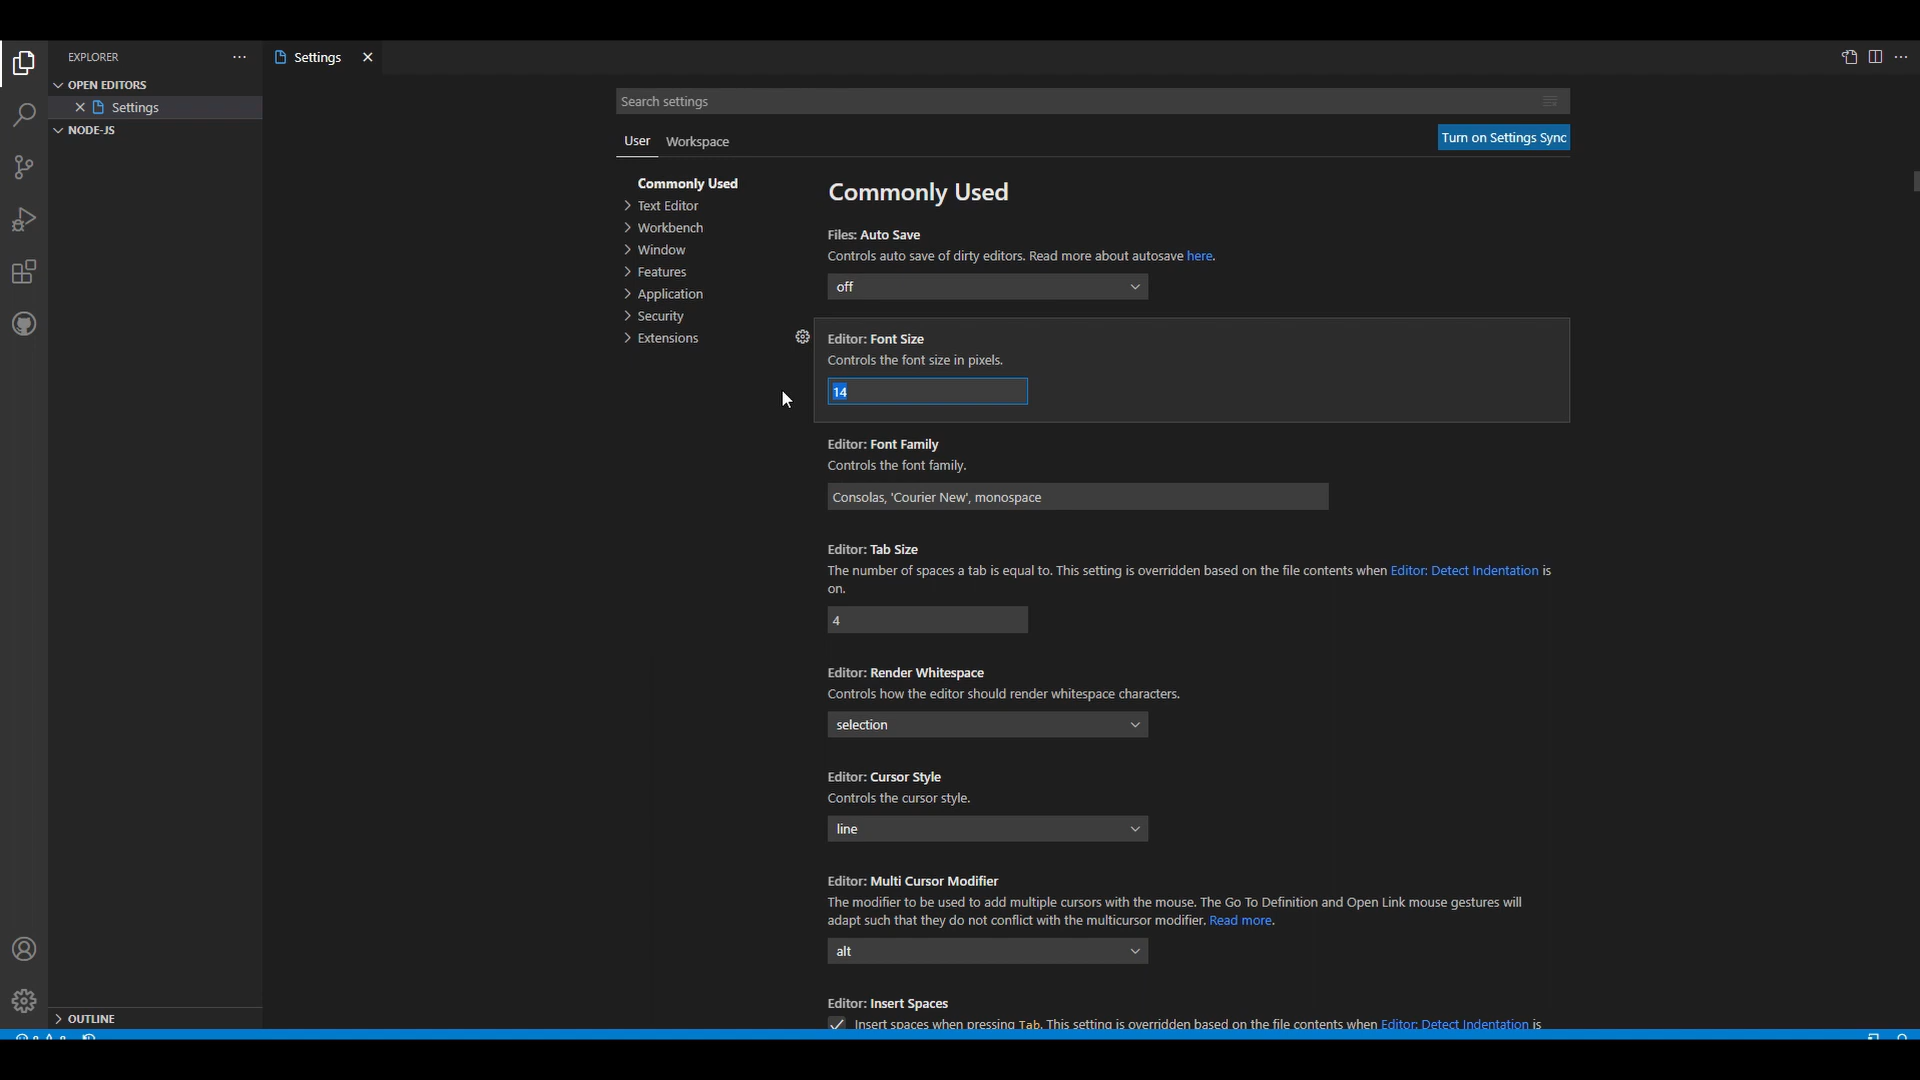 EXPLORER
OPEN EDITORS
Settings
NODE-JS
OUTLINE
Settings
Search settings
User Workspace
Turn on Settings Sync
Commonly Used
Text Editor
Workbench
Window
Features
Application
Security
Extensions
Commonly Used
Files: Auto Save
Controls auto save of dirty editors. Read more about autosave here.
off
Editor: Font Size
Controls the font size in pixels.
14
Editor: Font Family
Controls the font family.
Consolas, 'Courier New', monospace
Editor: Tab Size
The number of spaces a tab is equal to. This setting is overridden based on the file contents when Editor: Detect Indentation is
on.
4
Editor: Render Whitespace
Controls how the editor should render whitespace characters.
selection
Editor: Cursor Style
Controls the cursor style.
line
Editor: Multi Cursor Modifier
The modifier to be used to add multiple cursors with the mouse. The Go To Definition and Open Link mouse gestures will
adapt such that they do not conflict with the multicursor modifier. Read more.
alt
Editor: Insert Spaces
Insert spaces when pressing Tab. This setting is overridden based on the file contents when Editor: Detect Indentation is